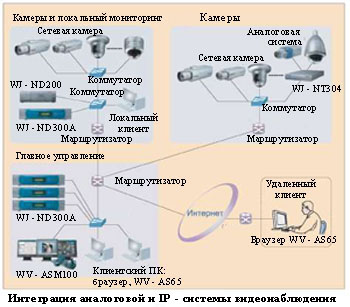 Камеры и локальный мониторинг
Сетевая камера
Коммутатор
WJ - ND200
Коммутатор
WJ - ND300A
Локальный
клиент
Маршрутизатор
Камеры
Аналоговая
система
Сетевая камера
WJ - NT304
Коммутатор
Маршрутизатор
Главное управление
Маршрутизатор
WJ - ND300A
Интернет
Удаленный
клиент
Браузер WV - AS65
WV - ASM100
Клиентский ПК:
браузер, WV - AS65
Интеграция аналоговой и IP - системы видеонаблюдения